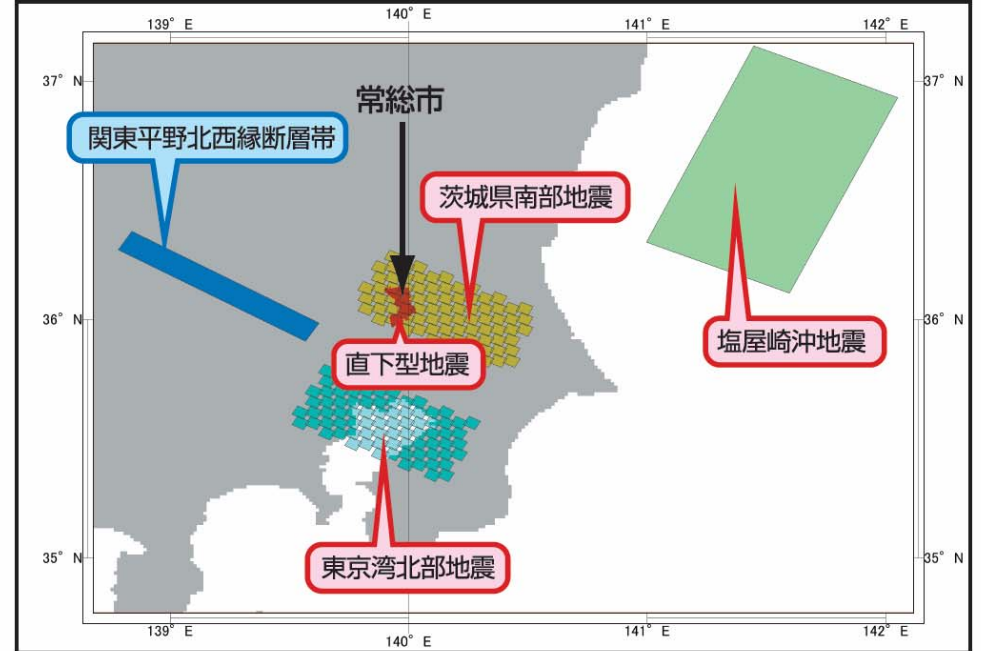 139° E
140° E
141° E
142° E
37° N
37° N
常総市
関東平野北西縁断層帯
茨城県南部地震
36° N
36° N
塩屋崎沖地震
直下型地震
35° N
35° N
東京湾北部地震
139° E
140° E
141° E
142° E